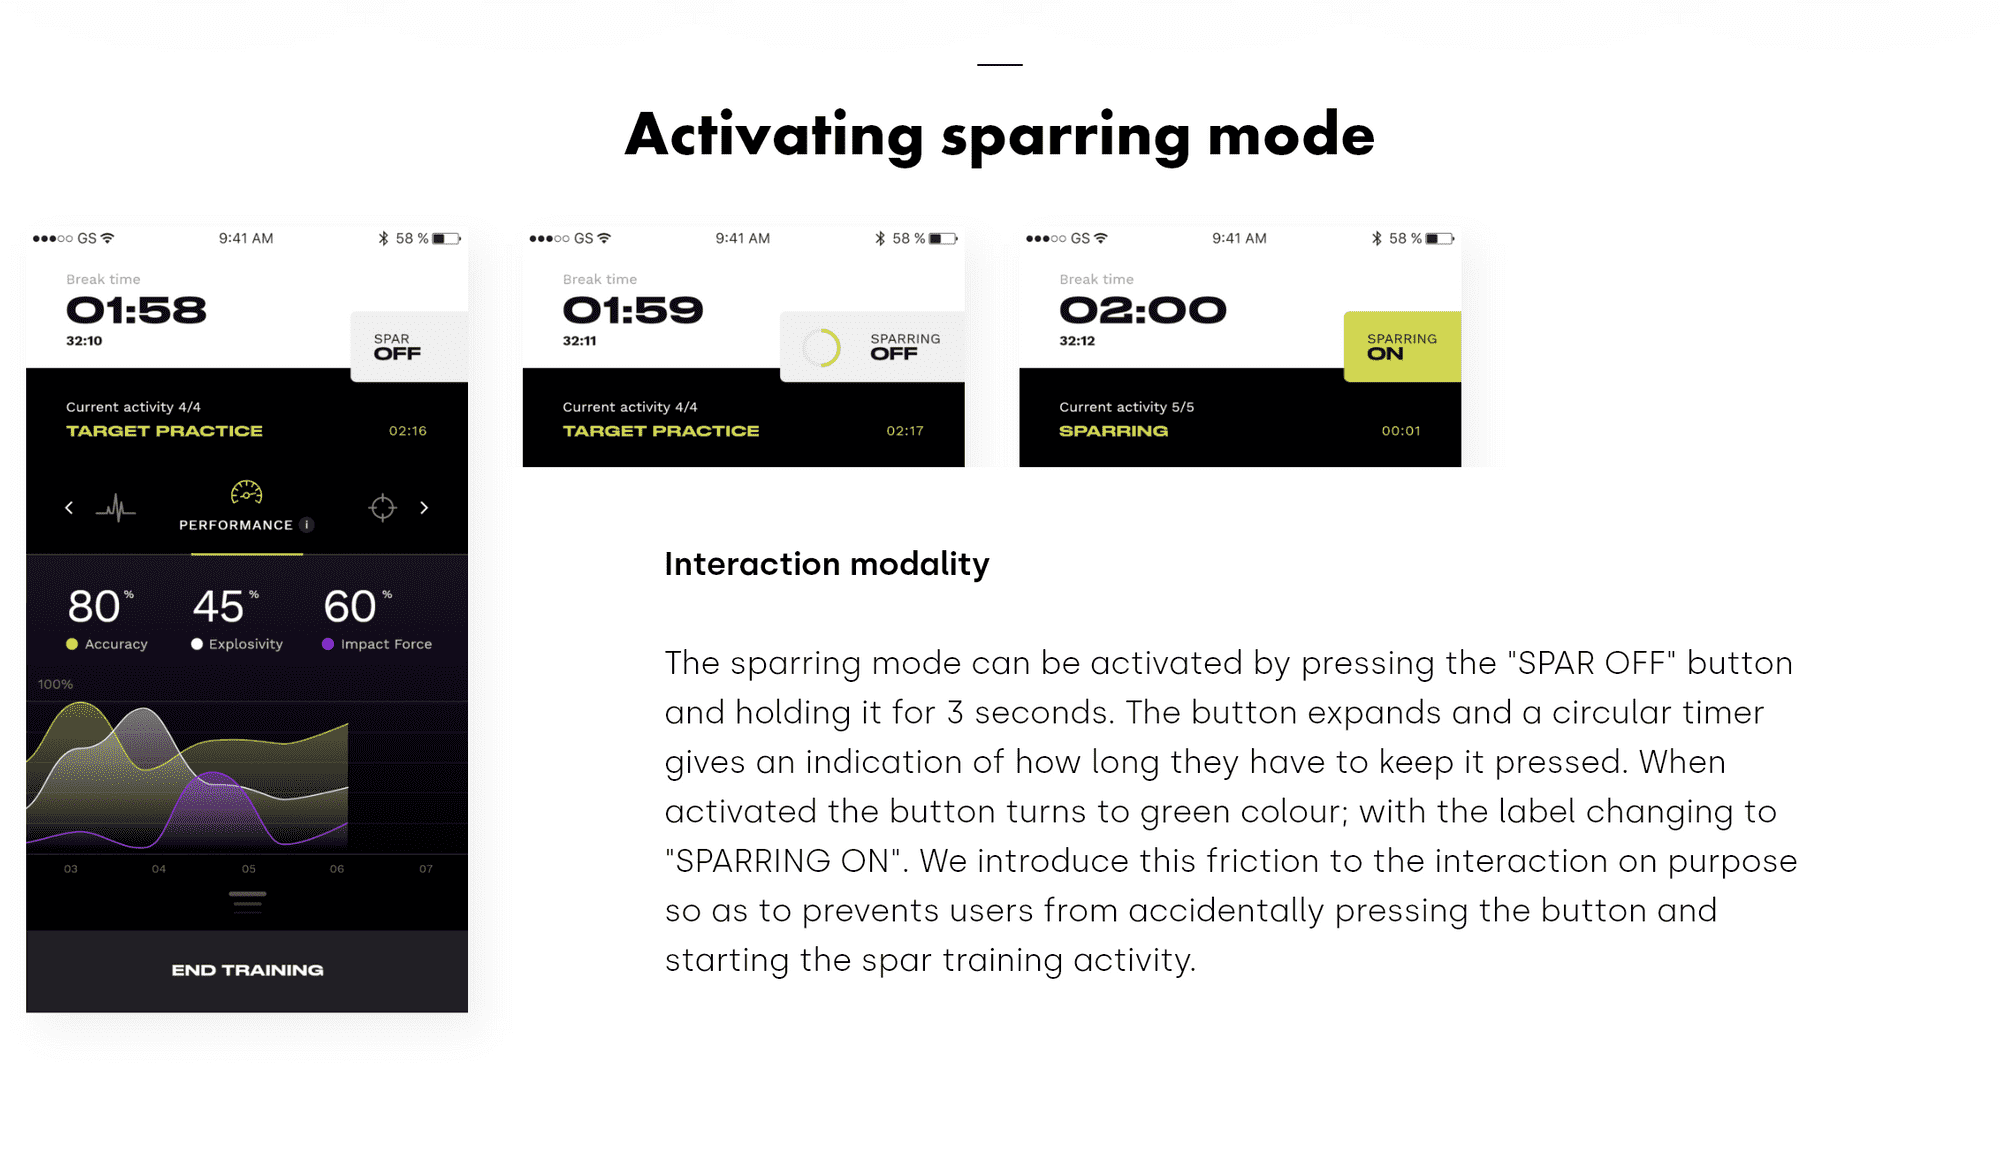 Activating sparring mode
GS 9:41 AM 58 %
Break time
01:58
32:10
SPAR
OFF
Current activity 4/4
TARGET PRACTICE 02:16
PERFORMANCE i
80% 45% 60%
Accuracy Explosivity Impact Force
100%
03 04 05 06 07
END TRAINING
GS 9:41 AM 58 %
Break time
01:59
32:11
SPARRING
OFF
Current activity 4/4
TARGET PRACTICE 02:17
GS 9:41 AM 58 %
Break time
02:00
32:12
SPARRING
ON
Current activity 5/5
SPARRING 00:01
Interaction modality
The sparring mode can be activated by pressing the "SPAR OFF" button
and holding it for 3 seconds. The button expands and a circular timer
gives an indication of how long they have to keep it pressed. When
activated the button turns to green colour; with the label changing to
"SPARRING ON". We introduce this friction to the interaction on purpose
so as to prevents users from accidentally pressing the button and
starting the spar training activity.